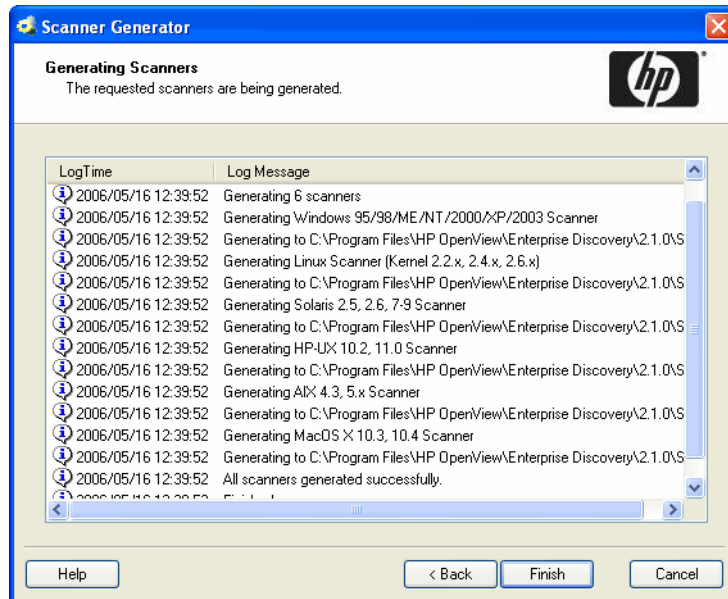 Scanner Generator
Generating Scanners
The requested scanners are being generated.
hp
LogTime Log Message
2006/05/16 12:39:52 Generating 6 scanners
2006/05/16 12:39:52 Generating Windows 95/98/ME/NT/2000/XP/2003 Scanner
2006/05/16 12:39:52 Generating to C:\Program Files\HP OpenView\Enterprise Discovery\2.1.0\S
2006/05/16 12:39:52 Generating Linux Scanner (Kernel 2.2.x, 2.4.x, 2.6.x)
2006/05/16 12:39:52 Generating to C:\Program Files\HP OpenView\Enterprise Discovery\2.1.0\S
2006/05/16 12:39:52 Generating Solaris 2.5, 2.6, 7-9 Scanner
2006/05/16 12:39:52 Generating to C:\Program Files\HP OpenView\Enterprise Discovery\2.1.0\S
2006/05/16 12:39:52 Generating HP-UX 10.2, 11.0 Scanner
2006/05/16 12:39:52 Generating to C:\Program Files\HP OpenView\Enterprise Discovery\2.1.0\S
2006/05/16 12:39:52 Generating AIX 4.3, 5.x Scanner
2006/05/16 12:39:52 Generating to C:\Program Files\HP OpenView\Enterprise Discovery\2.1.0\S
2006/05/16 12:39:52 Generating MacOS X 10.3, 10.4 Scanner
2006/05/16 12:39:52 Generating to C:\Program Files\HP OpenView\Enterprise Discovery\2.1.0\S
2006/05/16 12:39:52 All scanners generated successfully.
Help < Back Finish Cancel